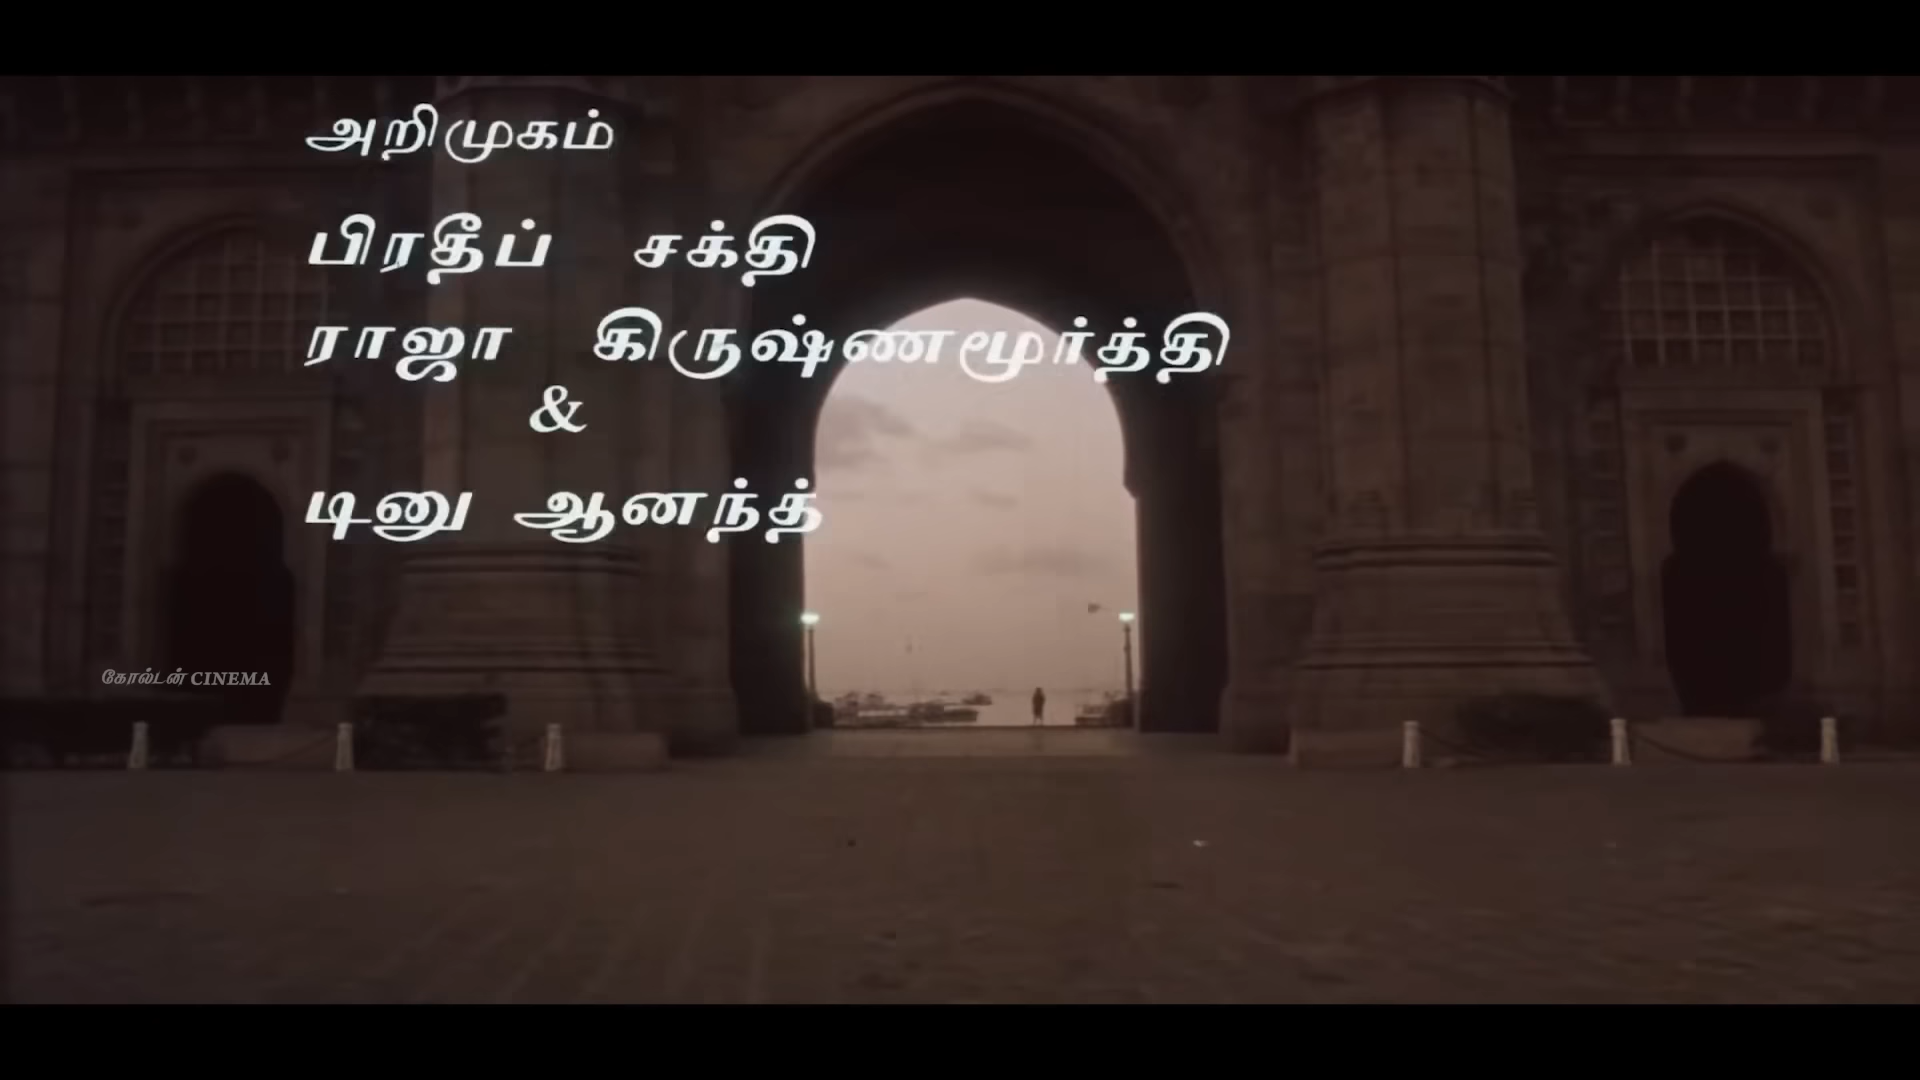 அறிமுகம்
பிரதீப் சக்தி
ராஜா கிருஷ்ணமூர்த்தி
&
டினு ஆனந்த்
கோல்டன் CINEMA